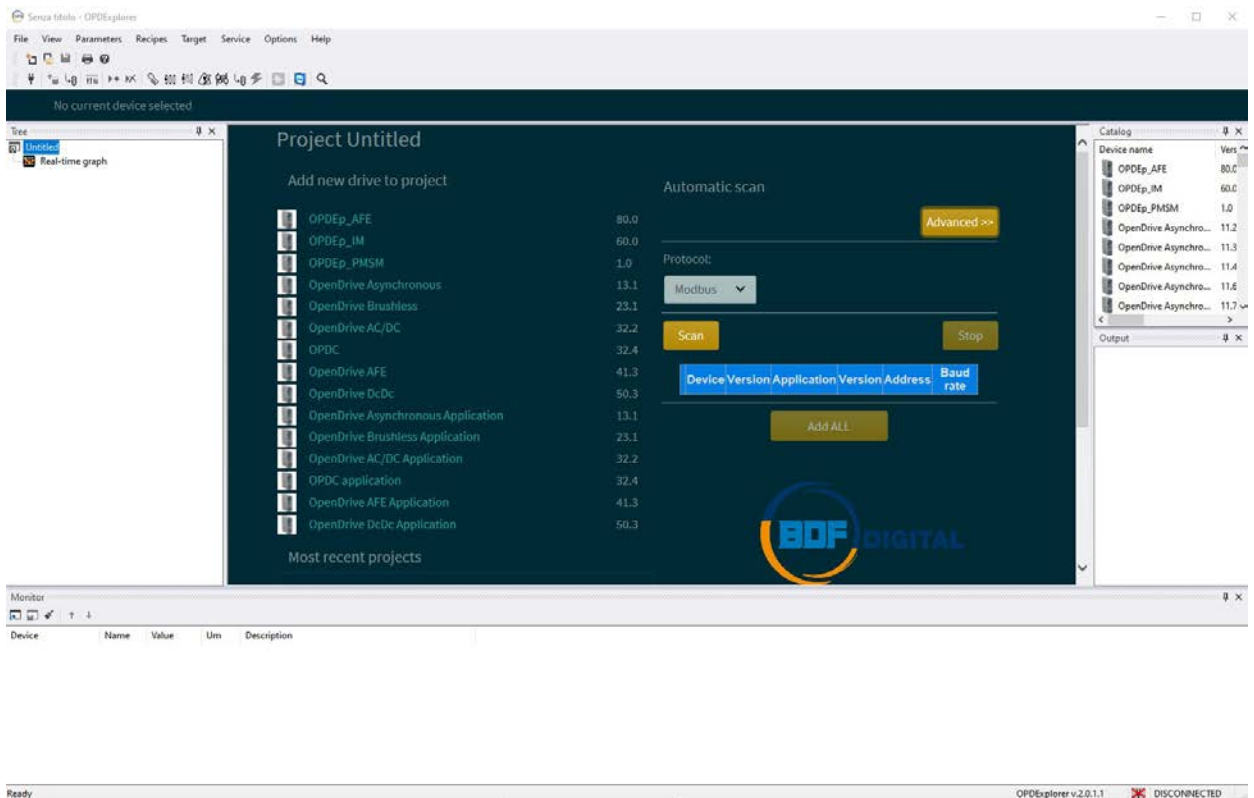 Senza titolo - OPDExplorer
File View Parameters Recipes Target Service Options Help
No current device selected
Tree
Untitled
Real-time graph
Project Untitled
Add new drive to project
OPDEp_AFE 80.0
OPDEp_IM 60.0
OPDEp_PMSM 1.0
OpenDrive Asynchronous 13.1
OpenDrive Brushless 23.1
OpenDrive AC/DC 32.2
OPDC 32.4
OpenDrive AFE 41.3
OpenDrive DcDc 50.3
OpenDrive Asynchronous Application 13.1
OpenDrive Brushless Application 23.1
OpenDrive AC/DC Application 32.2
OPDC application 32.4
OpenDrive AFE Application 41.3
OpenDrive DcDc Application 50.3
Most recent projects
Automatic scan
Advanced >>
Protocol:
Modbus
Scan Stop
Device Version Application Version Address Baud
rate
Add ALL
BDF DIGITAL
Catalog
Device name Vers
OPDEp_AFE 80.0
OPDEp_IM 60.0
OPDEp_PMSM 1.0
OpenDrive Asynchro... 11.2
OpenDrive Asynchro... 11.3
OpenDrive Asynchro... 11.4
OpenDrive Asynchro... 11.6
OpenDrive Asynchro... 11.7
Output
Monitor
Device Name Value Um Description
Ready OPDExplorer v.2.0.1.1 DISCONNECTED